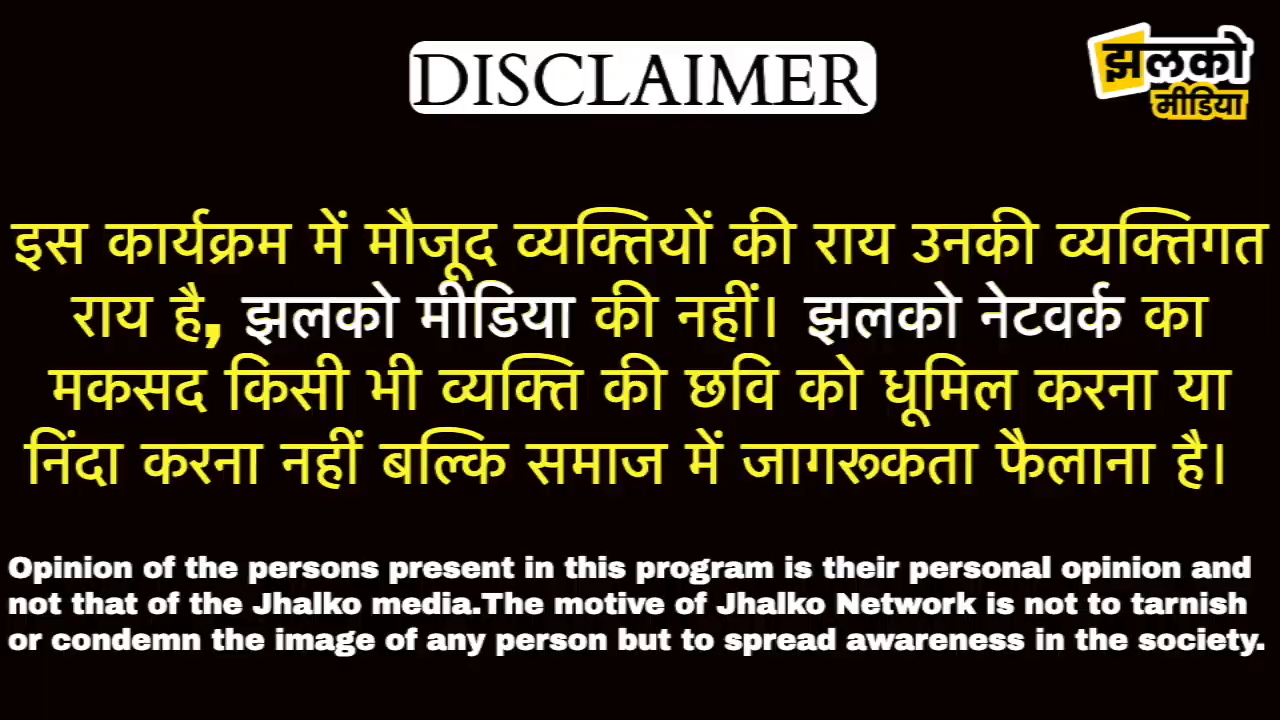 DISCLAIMER
झलको
मीडिया
इस कार्यक्रम में मौजूद व्यक्तियों की राय उनकी व्यक्तिगत
राय है, झलको मीडिया की नहीं। झलको नेटवर्क का
मकसद किसी भी व्यक्ति की छवि को धूमिल करना या
निंदा करना नहीं बल्कि समाज में जागरूकता फैलाना है।
Opinion of the persons present in this program is their personal opinion and
not that of the Jhalko media.The motive of Jhalko Network is not to tarnish
or condemn the image of any person but to spread awareness in the society.